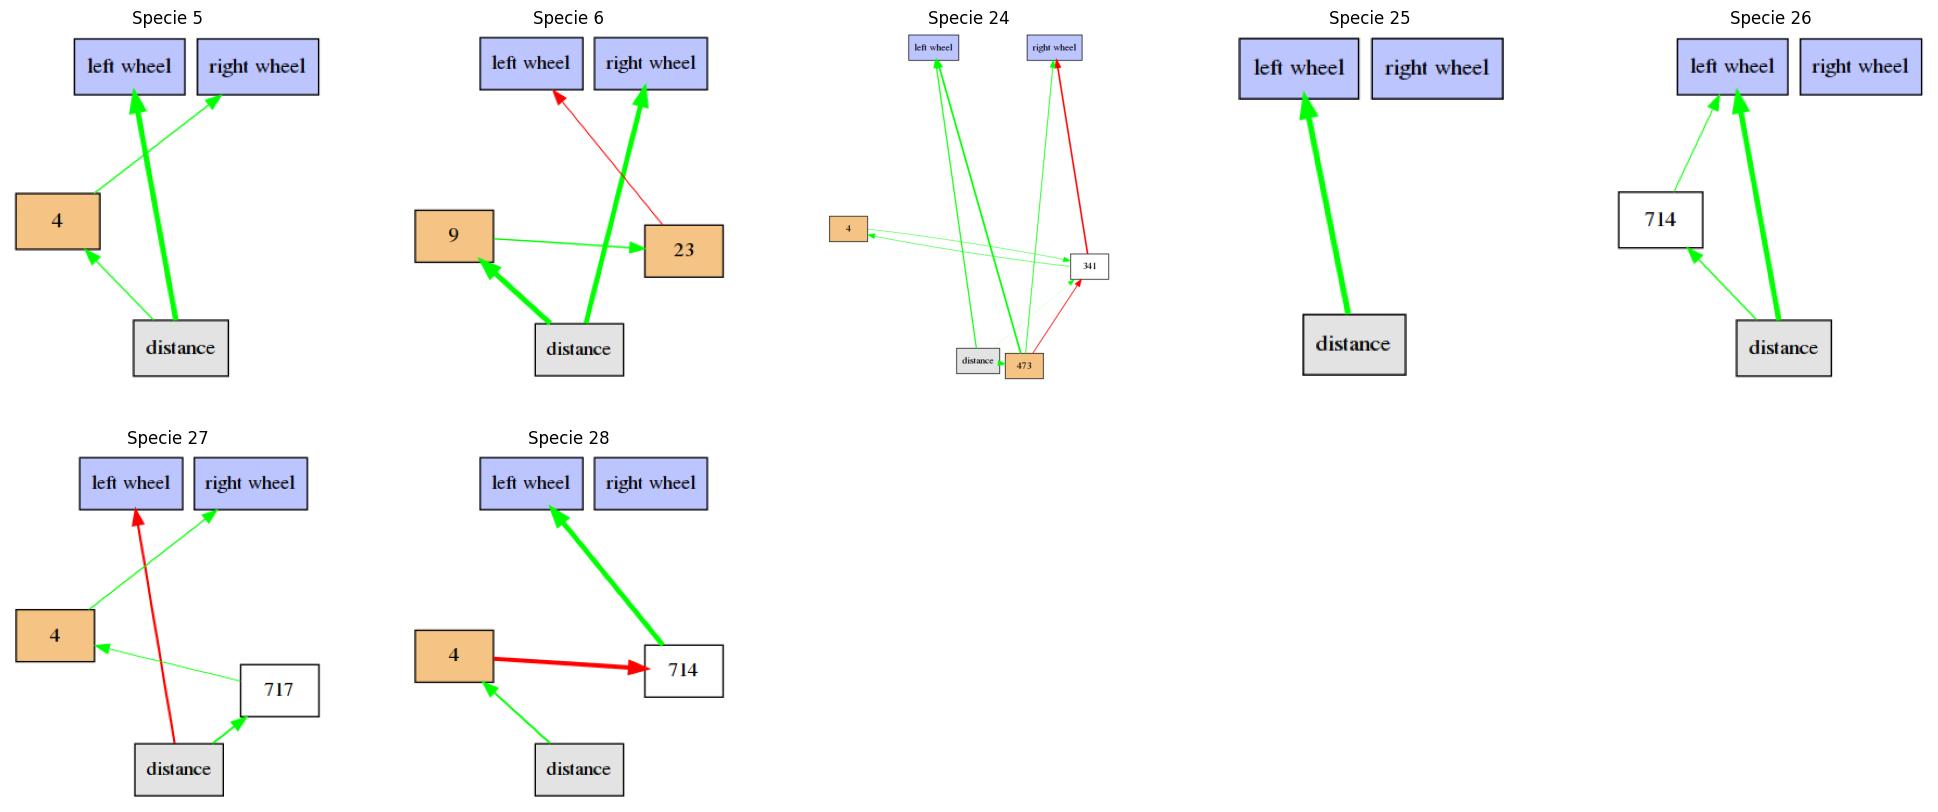 Specie 5
left wheel
right wheel
4
distance
Specie 6
left wheel
right wheel
9
23
distance
Specie 24
left wheel
right wheel
4
341
distance
473
Specie 25
left wheel
right wheel
distance
Specie 26
left wheel
right wheel
714
distance
Specie 27
left wheel
right wheel
4
717
distance
Specie 28
left wheel
right wheel
4
714
distance